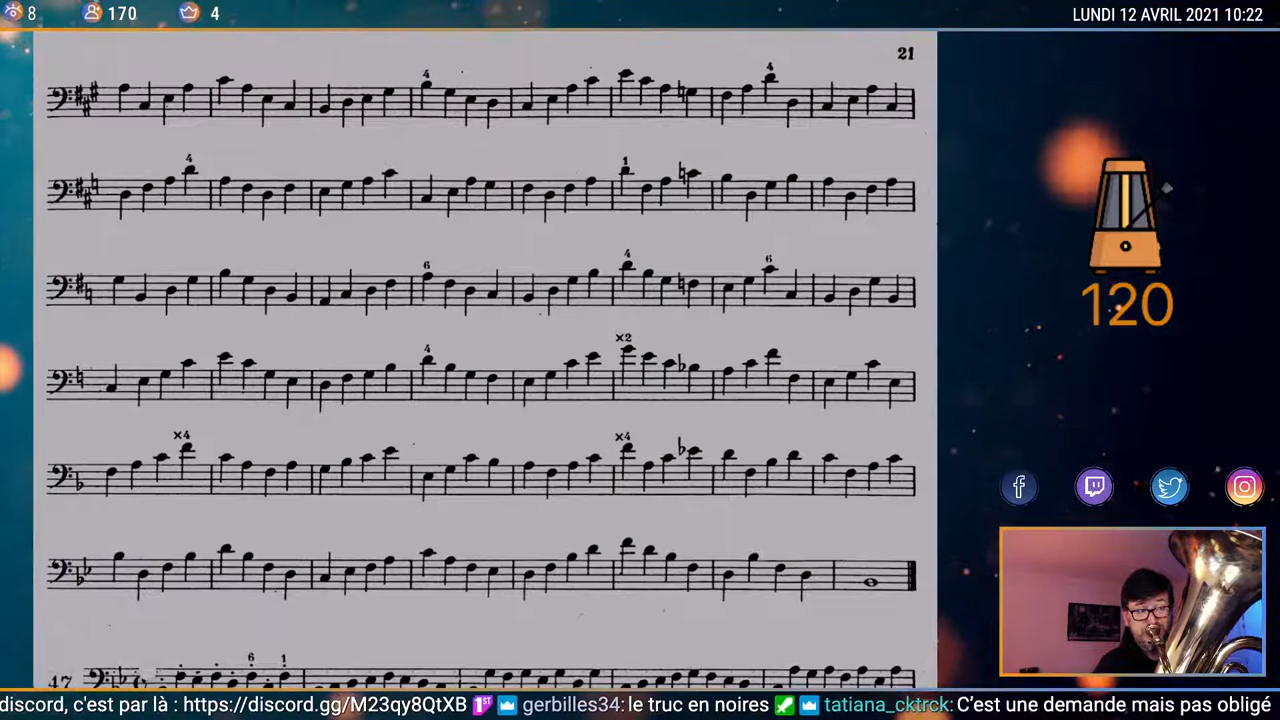 8 170 4 LUNDI 12 AVRIL 2021 10:22
21
4 4
4 1
120
6 4 6
4 ×2
×4 ×4
47 6 1
discord, c'est par là : https://discord.gg/M23qy8QtXB 1ST gerbilles34: le truc en noires tatiana_cktrck: C’est une demande mais pas obligé